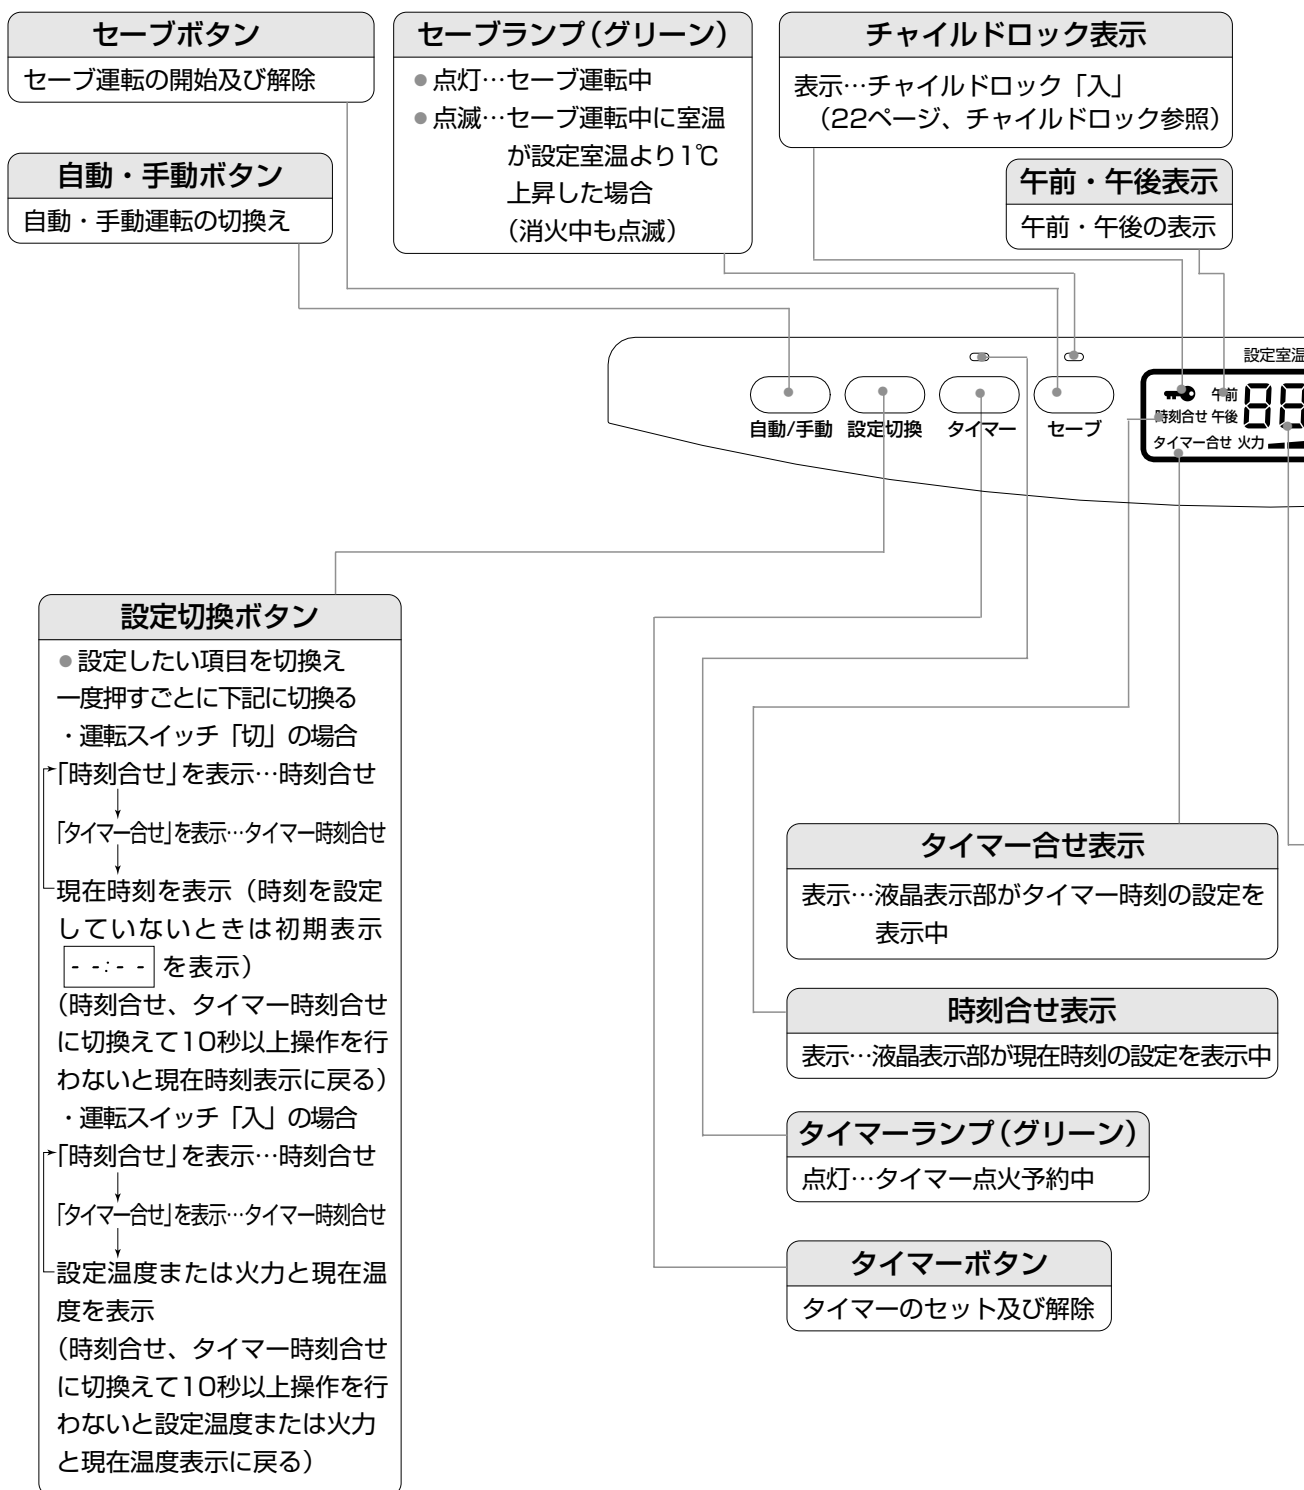 セーブボタン
セーブ運転の開始及び解除
セーブランプ(グリーン)
●点灯…セーブ運転中
●点滅…セーブ運転中に室温
が設定室温より1℃
上昇した場合
(消火中も点滅)
チャイルドロック表示
表示…チャイルドロック「入」
(22ページ、チャイルドロック参照)
自動・手動ボタン
自動・手動運転の切換え
午前・午後表示
午前・午後の表示
設定室温
午前
時刻合せ 午後
88
タイマー合せ 火力
自動/手動 設定切換 タイマー セーブ
設定切換ボタン
●設定したい項目を切換え
一度押すごとに下記に切換る
・運転スイッチ「切」の場合
「時刻合せ」を表示…時刻合せ
「タイマー合せ」を表示…タイマー時刻合せ
現在時刻を表示(時刻を設定
していないときは初期表示
- -:- - を表示)
(時刻合せ、タイマー時刻合せ
に切換えて10秒以上操作を行
わないと現在時刻表示に戻る)
・運転スイッチ「入」の場合
「時刻合せ」を表示…時刻合せ
「タイマー合せ」を表示…タイマー時刻合せ
設定温度または火力と現在温
度を表示
(時刻合せ、タイマー時刻合せ
に切換えて10秒以上操作を行
わないと設定温度または火力
と現在温度表示に戻る)
タイマー合せ表示
表示…液晶表示部がタイマー時刻の設定を
表示中
時刻合せ表示
表示…液晶表示部が現在時刻の設定を表示中
タイマーランプ(グリーン)
点灯…タイマー点火予約中
タイマーボタン
タイマーのセット及び解除